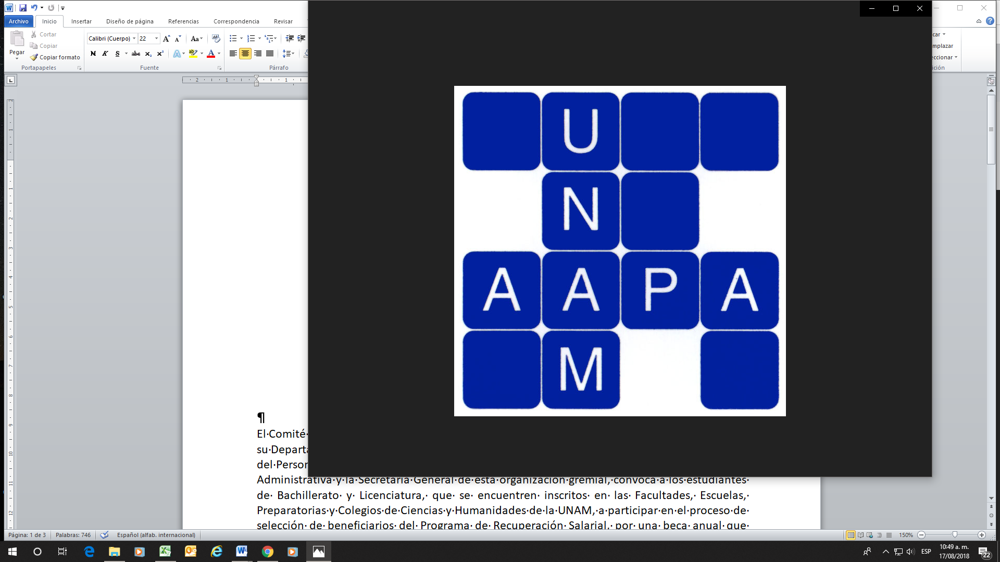 Archivo Inicio Insertar Diseño de página Referencias Correspondencia Revisar
Cortar
Copiar
Copiar formato
Pegar
Portapapeles
Calibri (Cuerpo) 22
N K S abc x₂ x²
Fuente
Párrafo
car
mplazar
ccionar
ición
U
N
A A P A
M
¶
El·Comité·
su·Departa
del·Person
Administrativa·y·la·Secretaría·General·de·esta·organización·gremial,·convoca·a·los·estudiantes·
de· Bachillerato· y· Licenciatura,· que· se· encuentren· inscritos· en· las· Facultades,· Escuelas,·
Preparatorias·y·Colegios·de·Ciencias·y·Humanidades·de·la·UNAM,·a·participar·en·el·proceso·de·
selección· de· beneficiarios· del· Programa· de· Recuperación· Salarial,· por· una· beca· anual· que·
Página: 1 de 3 Palabras: 746 Español (alfab. internacional) 150%
ESP 10:49 a. m.
17/08/2018 22